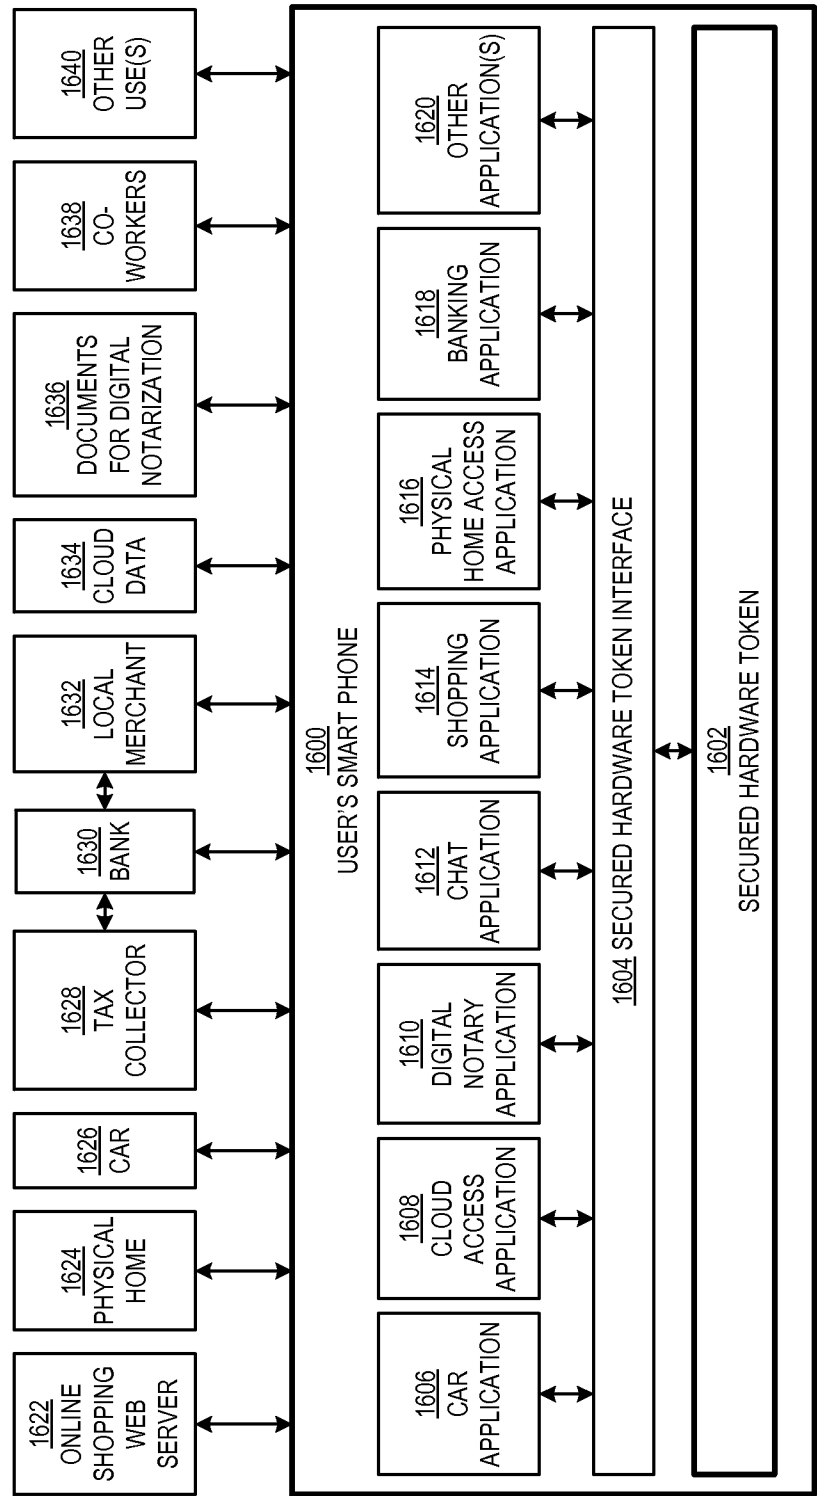 1622
ONLINE
SHOPPING
WEB
SERVER
1624
PHYSICAL
HOME
1626
CAR
1628
TAX
COLLECTOR
1630
BANK
1632
LOCAL
MERCHANT
1634
CLOUD
DATA
1636
DOCUMENTS
FOR DIGITAL
NOTARIZATION
1638
CO-
WORKERS
1640
OTHER
USE(S)
1600
USER'S SMART PHONE
1606
CAR
APPLICATION
1608
CLOUD
ACCESS
APPLICATION
1610
DIGITAL
NOTARY
APPLICATION
1612
CHAT
APPLICATION
1614
SHOPPING
APPLICATION
1616
PHYSICAL
HOME ACCESS
APPLICATION
1618
BANKING
APPLICATION
1620
OTHER
APPLICATION(S)
1604 SECURED HARDWARE TOKEN INTERFACE
1602
SECURED HARDWARE TOKEN